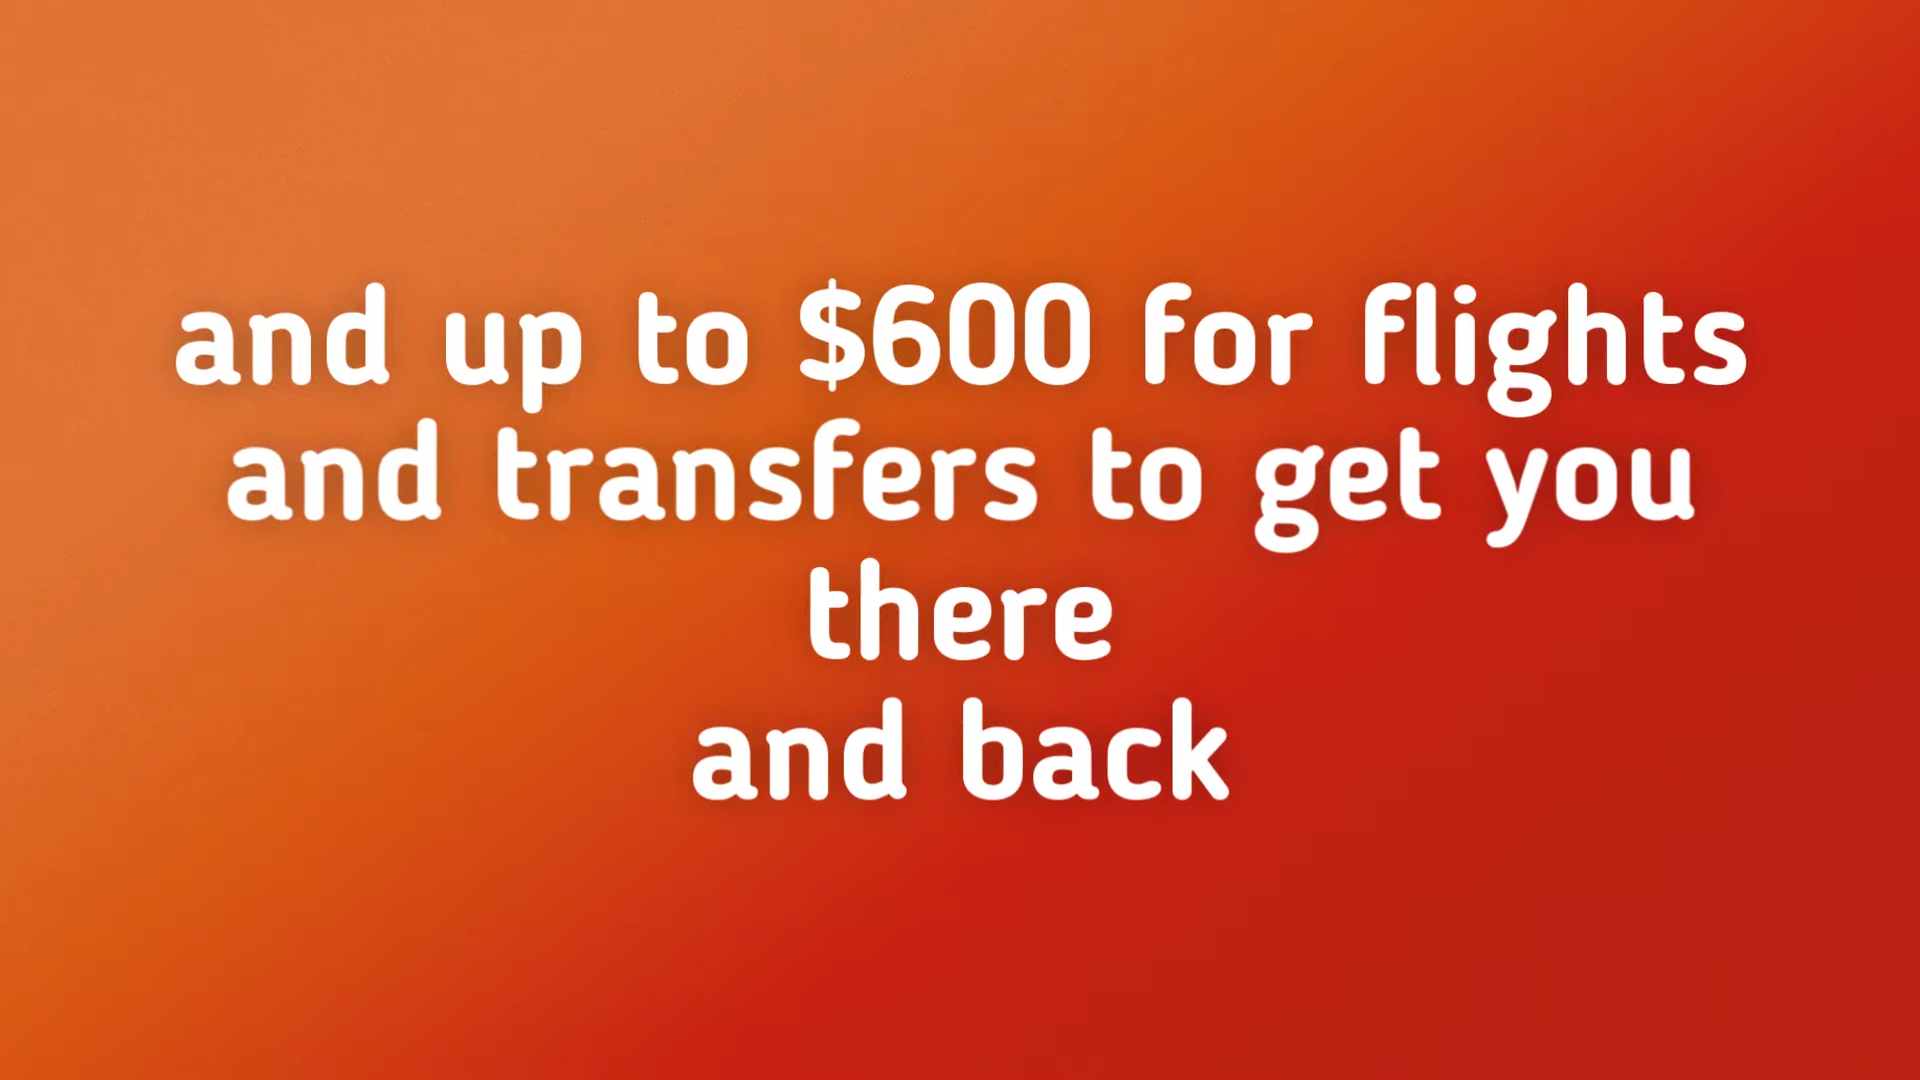 and up to $600 for flights
and transfers to get you
there
and back